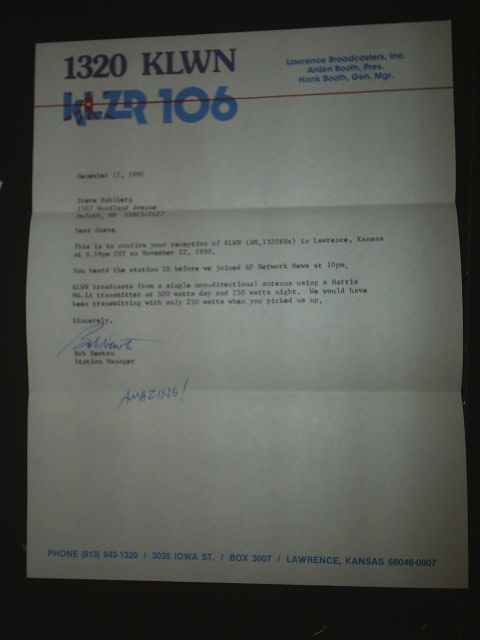 1320 KLWN
KLZR 106
Lawrence Broadcasters, Inc.
Arden Booth, Pres.
Hank Booth, Gen. Mgr.
December 17, 1990
Steve
1507 Woodland Avenue
Dear Steve,
This is to confirm your reception of KLWN (AM 1320KHz) in Lawrence, Kansas
at 9:59pm CST on November 22, 1990.
You heard the station ID before we joined AP Network News at 10pm.
KLWN broadcasts from a single non-directional antenna using a Harris
MW.1A transmitter at 500 watts day and 250 watts night. We would have
been transmitting with only 250 watts when you picked us up.
Sincerely,
Bob Newton
Bob Newton
Station Manager
AMAZING!
PHONE (913) 843-1320 / 3035 IOWA ST. / BOX 3007 / LAWRENCE, KANSAS 66046-0007